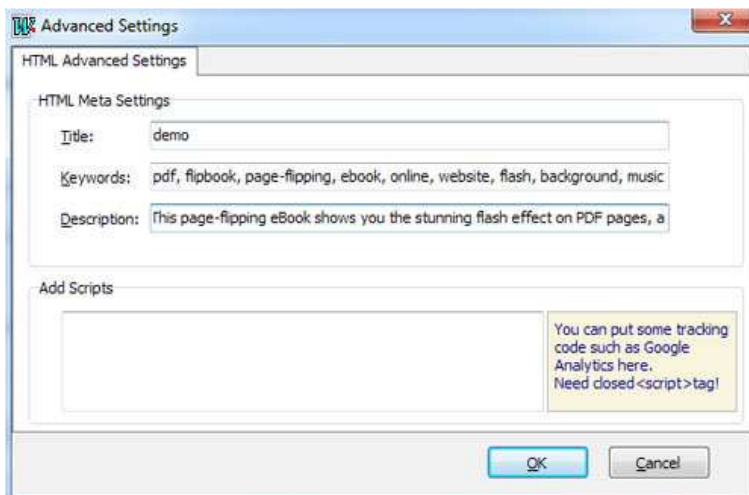 Advanced Settings
HTML Advanced Settings
HTML Meta Settings
Title: demo
Keywords: pdf, flipbook, page-flipping, ebook, online, website, flash, background, music
Description: This page-flipping eBook shows you the stunning flash effect on PDF pages, a
Add Scripts
You can put some tracking
code such as Google
Analytics here.
Need closed<script>tag!
OK
Cancel